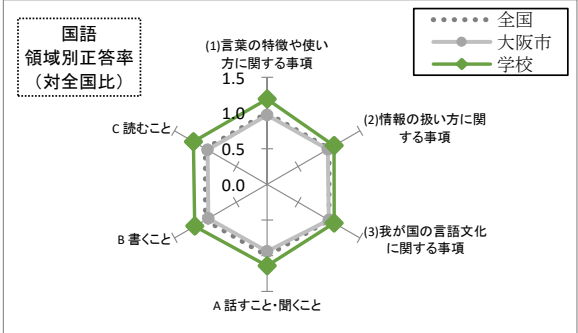 国語
領域別正答率
（対全国比）
全国
大阪市
学校
(1)言葉の特徴や使い
方に関する事項
1.5
1.0
0.5
0.0
(2)情報の扱い方に関
する事項
(3)我が国の言語文化
に関する事項
A 話すこと・聞くこと
B 書くこと
C 読むこと